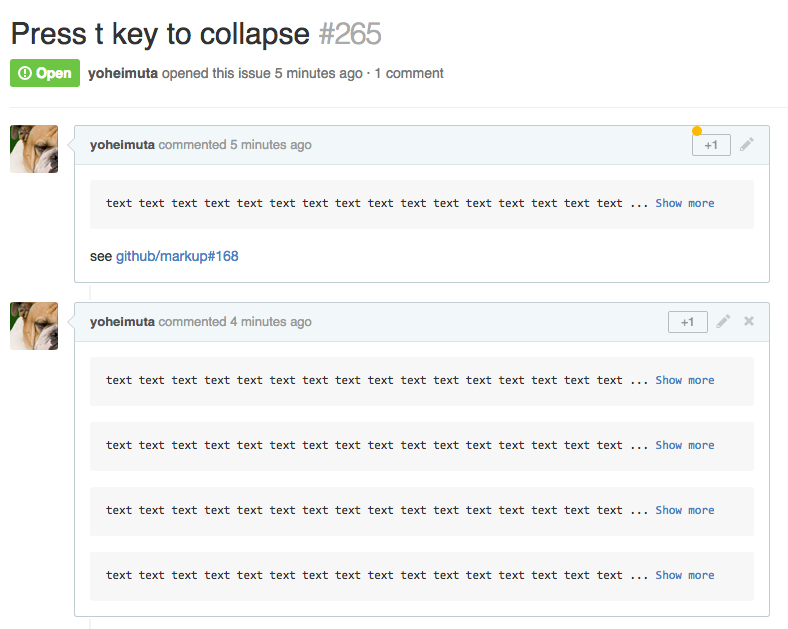 Press t key to collapse #265
Open yoheimuta opened this issue 5 minutes ago · 1 comment
yoheimuta commented 5 minutes ago +1
text text text text text text text text text text text text text text text text ... Show more
see github/markup#168
yoheimuta commented 4 minutes ago +1
text text text text text text text text text text text text text text text text ... Show more
text text text text text text text text text text text text text text text text ... Show more
text text text text text text text text text text text text text text text text ... Show more
text text text text text text text text text text text text text text text text ... Show more